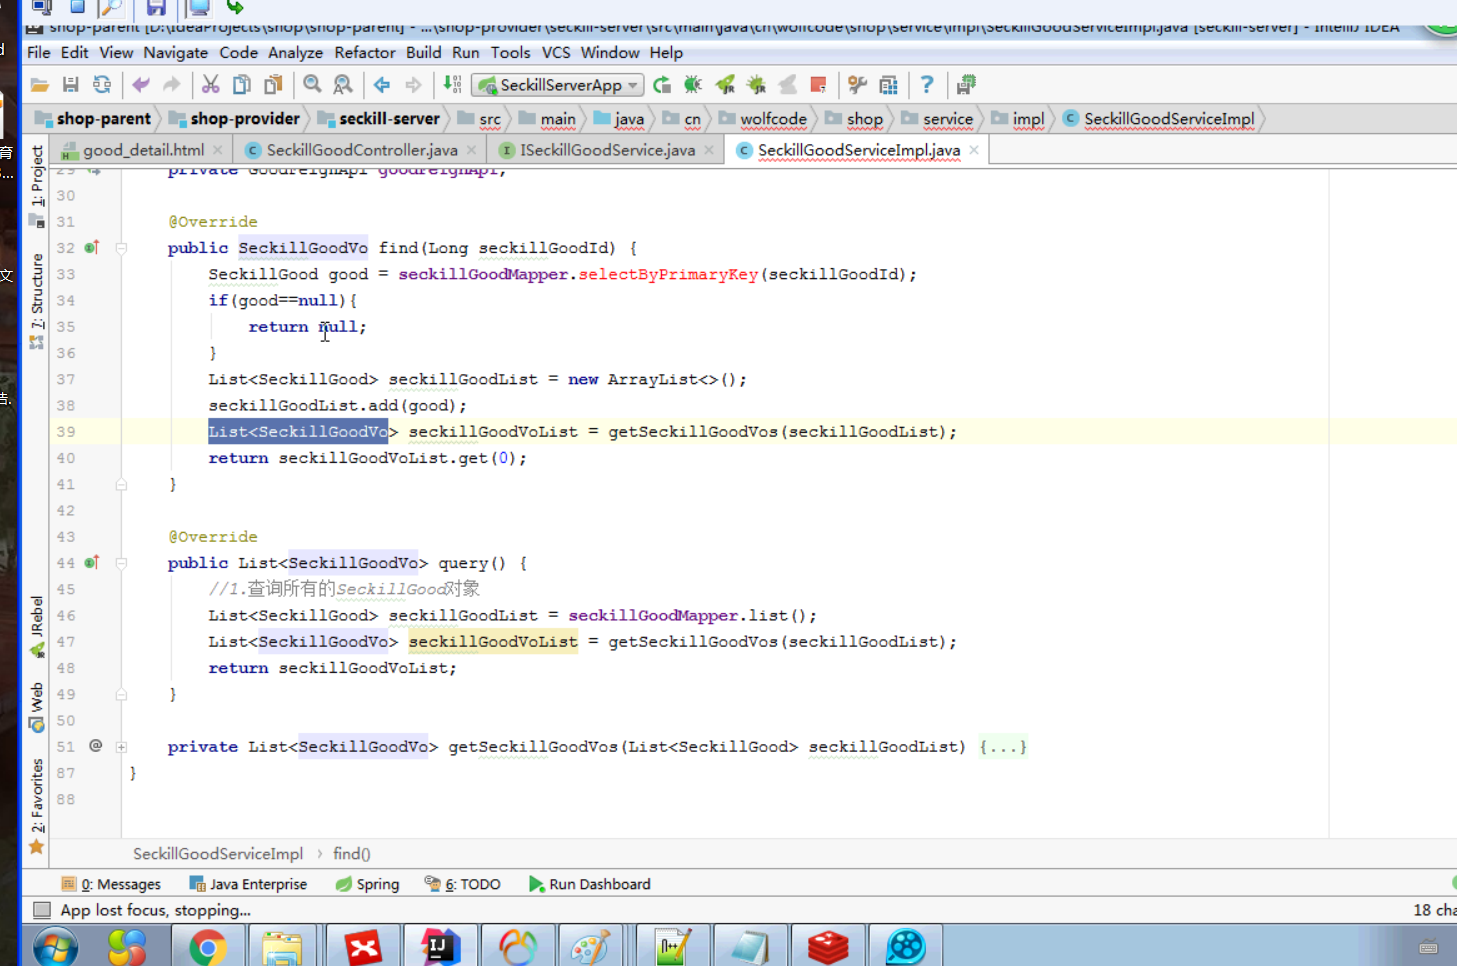 shop-parent [D:\IdeaProjects\shop\shop-parent] - ...\shop-provider\seckill-server\src\main\java\cn\wolfcode\shop\service\impl\SeckillGoodServiceImpl.java [seckill-server] - IntelliJ IDEA
File Edit View Navigate Code Analyze Refactor Build Run Tools VCS Window Help
SeckillServerApp
shop-parent shop-provider seckill-server src main java cn wolfcode shop service impl SeckillGoodServiceImpl
good_detail.html SeckillGoodController.java ISeckillGoodService.java SeckillGoodServiceImpl.java
29 private GoodFeignApi goodFeignApi;
30
31 @Override
32 public SeckillGoodVo find(Long seckillGoodId) {
33 SeckillGood good = seckillGoodMapper.selectByPrimaryKey(seckillGoodId);
34 if(good==null){
35 return null;
36 }
37 List<SeckillGood> seckillGoodList = new ArrayList<>();
38 seckillGoodList.add(good);
39 List<SeckillGoodVo> seckillGoodVoList = getSeckillGoodVos(seckillGoodList);
40 return seckillGoodVoList.get(0);
41 }
42
43 @Override
44 public List<SeckillGoodVo> query() {
45 //1.查询所有的SeckillGood对象
46 List<SeckillGood> seckillGoodList = seckillGoodMapper.list();
47 List<SeckillGoodVo> seckillGoodVoList = getSeckillGoodVos(seckillGoodList);
48 return seckillGoodVoList;
49 }
50
51 @ private List<SeckillGoodVo> getSeckillGoodVos(List<SeckillGood> seckillGoodList) {...}
87 }
88
1: Project
7: Structure
JRebel
Web
2: Favorites
SeckillGoodServiceImpl › find()
0: Messages Java Enterprise Spring 6: TODO Run Dashboard
App lost focus, stopping... 18 cha